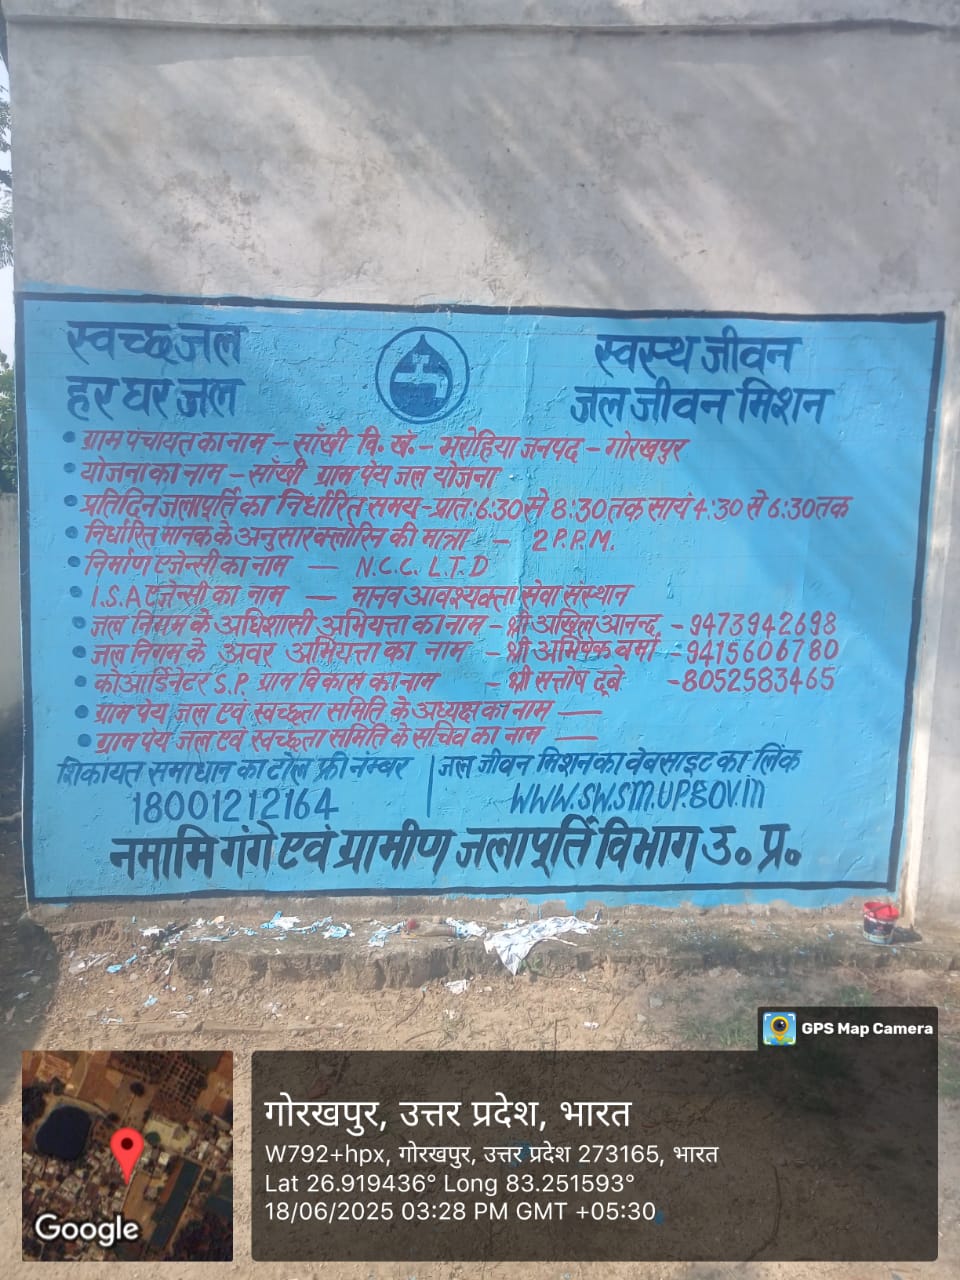 स्वच्छ जल
स्वस्थ जीवन
हर घर जल
जल जीवन मिशन
ग्राम पंचायत का नाम – साँखी वि. खं. – भरोहिया जनपद – गोरखपुर
योजना का नाम – साँखी ग्राम पेय जल योजना
प्रतिदिन जलापूर्ति का निर्धारित समय – प्रात: 6:30 से 8:30 तक सायं 4:30 से 6:30 तक
निर्धारित मानक के अनुसार क्लोरिन की मात्रा – 2 P.P.M.
निर्माण एजेन्सी का नाम — N.C.C. L.T.D
I.S.A एजेन्सी का नाम — मानव आवश्यक्ता सेवा संस्थान
जल निगम के अधिशासी अभियत्ता का नाम – श्री अखिल आनन्द – 9473942698
जल निगम के अवर अभियत्ता का नाम – श्री अभिषेक वर्मा – 9415606780
कोआर्डिनेटर S.P. ग्राम विकास का नाम – श्री सत्तोष दूबे – 8052583465
ग्राम पेय जल एवं स्वच्छता समिति के अध्यक्ष का नाम —
ग्राम पेय जल एवं स्वच्छता समिति के सचिव का नाम —
शिकायत समाधान का टोल फ्री नम्बर | जल जीवन मिशन का वेबसाइट का लिंक
18001212164 WWW.SWSM.UP.GOV.IN
नमामि गंगे एवं ग्रामीण जलापूर्ति विभाग उ० प्र०
GPS Map Camera
गोरखपुर, उत्तर प्रदेश, भारत
W792+hpx, गोरखपुर, उत्तर प्रदेश 273165, भारत
Lat 26.919436° Long 83.251593°
18/06/2025 03:28 PM GMT +05:30
Google